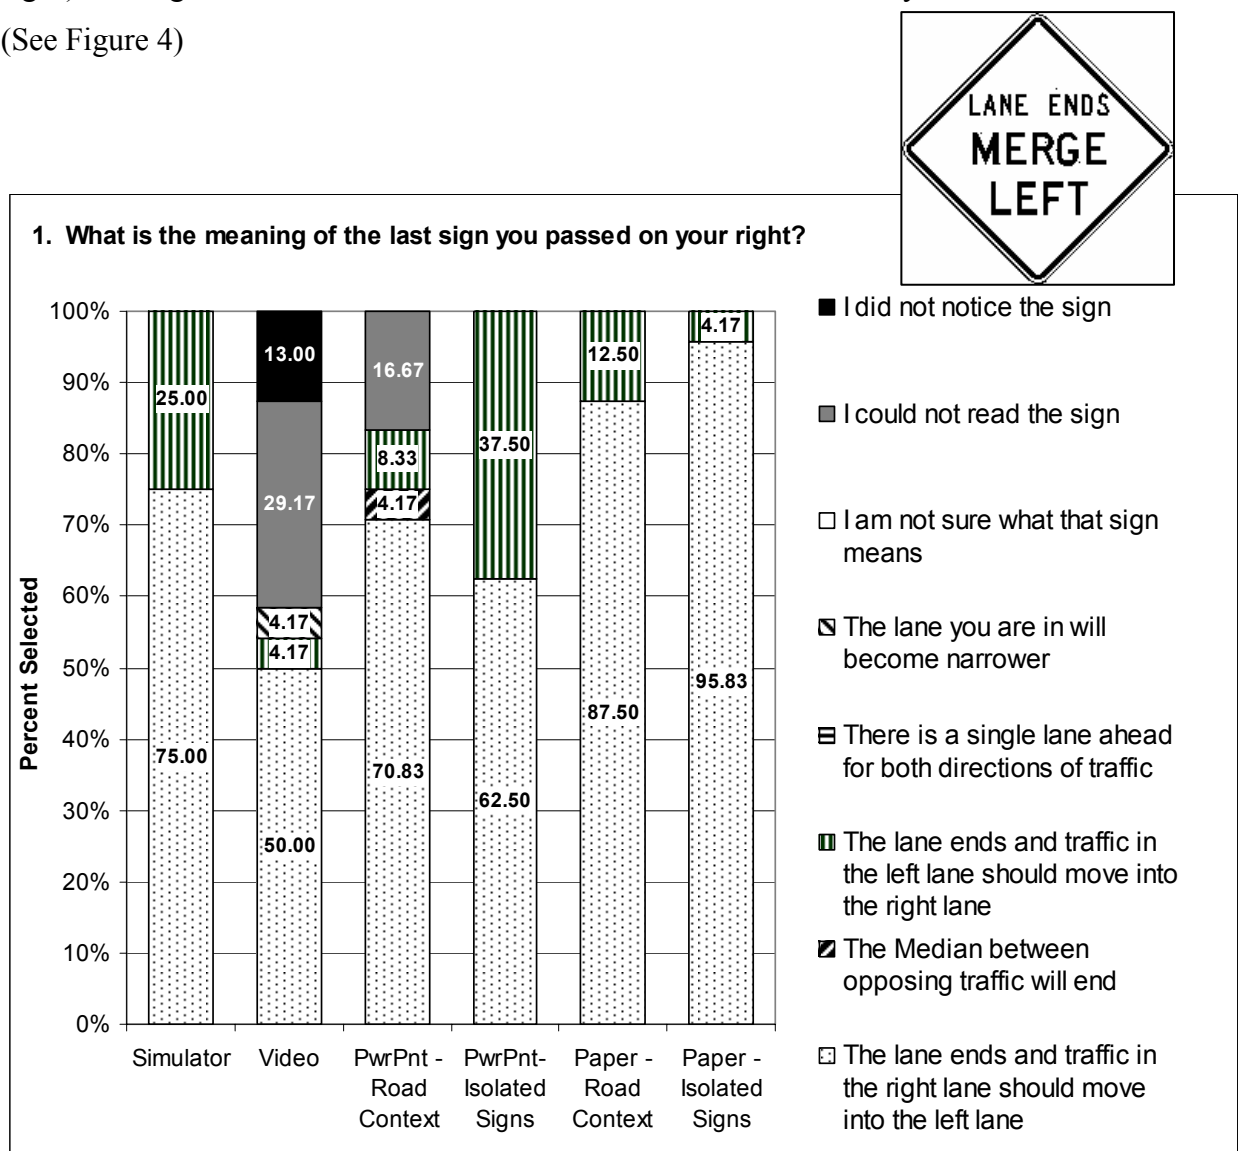 (See Figure 4)
LANE ENDS
MERGE
LEFT
1. What is the meaning of the last sign you passed on your right?
100%
90%
80%
70%
60%
50%
40%
30%
20%
10%
0%
Percent Selected
25.00
75.00
13.00
29.17
4.17
4.17
50.00
16.67
8.33
4.17
70.83
37.50
62.50
12.50
87.50
4.17
95.83
Simulator
Video
PwrPnt -
Road
Context
PwrPnt-
Isolated
Signs
Paper -
Road
Context
Paper -
Isolated
Signs
I did not notice the sign
I could not read the sign
I am not sure what that sign
means
The lane you are in will
become narrower
There is a single lane ahead
for both directions of traffic
The lane ends and traffic in
the left lane should move into
the right lane
The Median between
opposing traffic will end
The lane ends and traffic in
the right lane should move
into the left lane